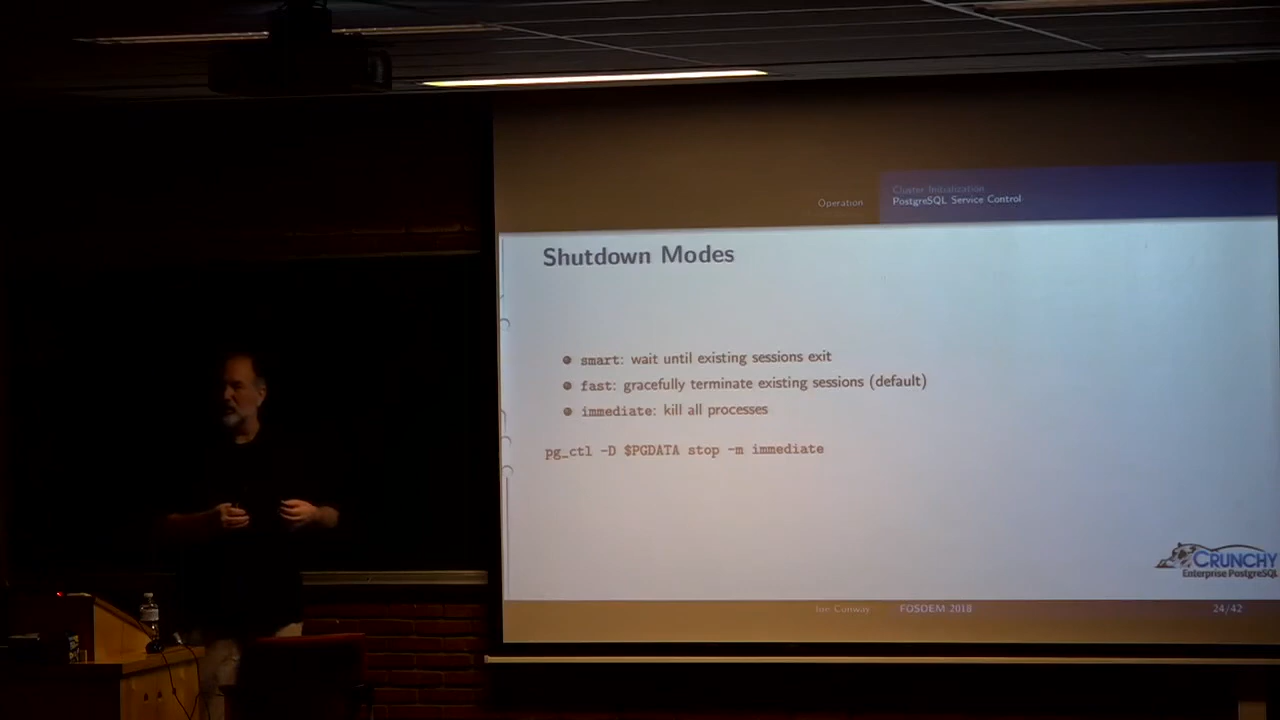 Cluster Initialization
Operation
PostgreSQL Service Control
Shutdown Modes
smart: wait until existing sessions exit
fast: gracefully terminate existing sessions (default)
immediate: kill all processes
pg_ctl -D $PGDATA stop -m immediate
CRUNCHY
Enterprise PostgreSQL
Joe Conway
FOSDEM 2018
24/42